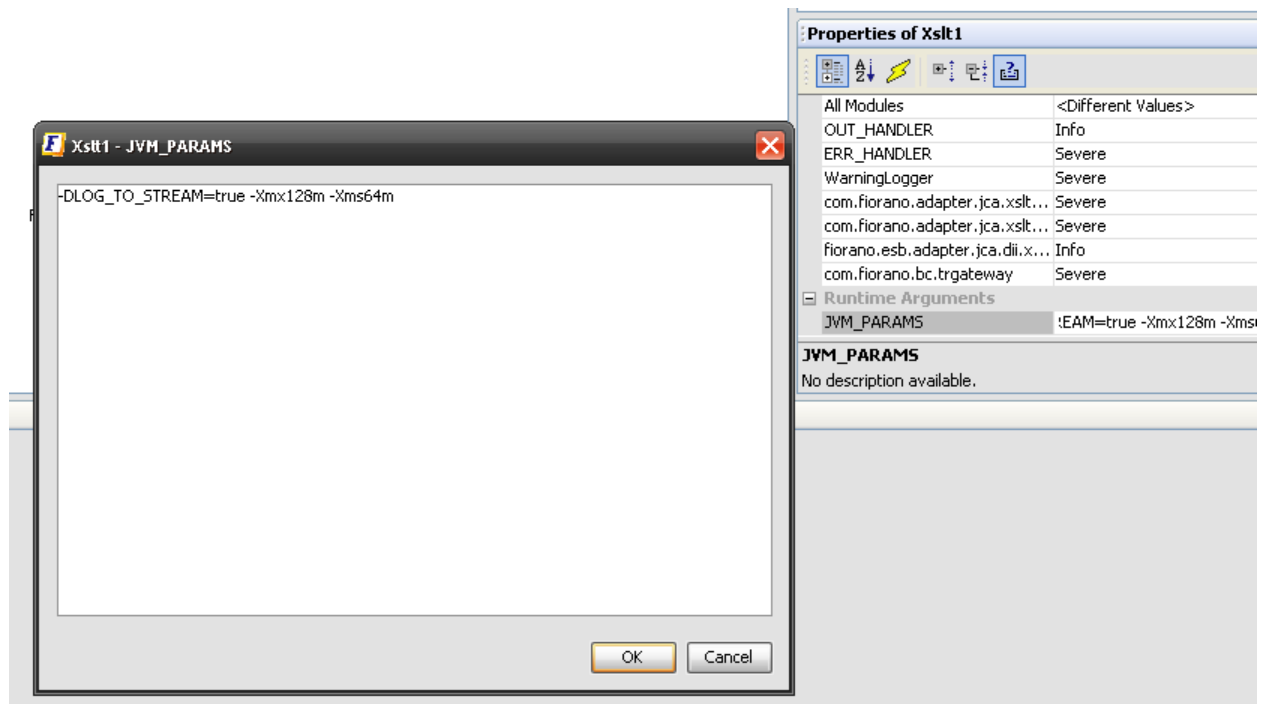 Properties of Xslt1
All Modules <Different Values>
OUT_HANDLER Info
ERR_HANDLER Severe
WarningLogger Severe
com.fiorano.adapter.jca.xslt... Severe
com.fiorano.adapter.jca.xslt... Severe
fiorano.esb.adapter.jca.dii.x... Info
com.fiorano.bc.trgateway Severe
Runtime Arguments
JVM_PARAMS :EAM=true -Xmx128m -Xms
JVM_PARAMS
No description available.
Xstt1 - JVM_PARAMS
-DLOG_TO_STREAM=true -Xmx128m -Xms64m
OK Cancel